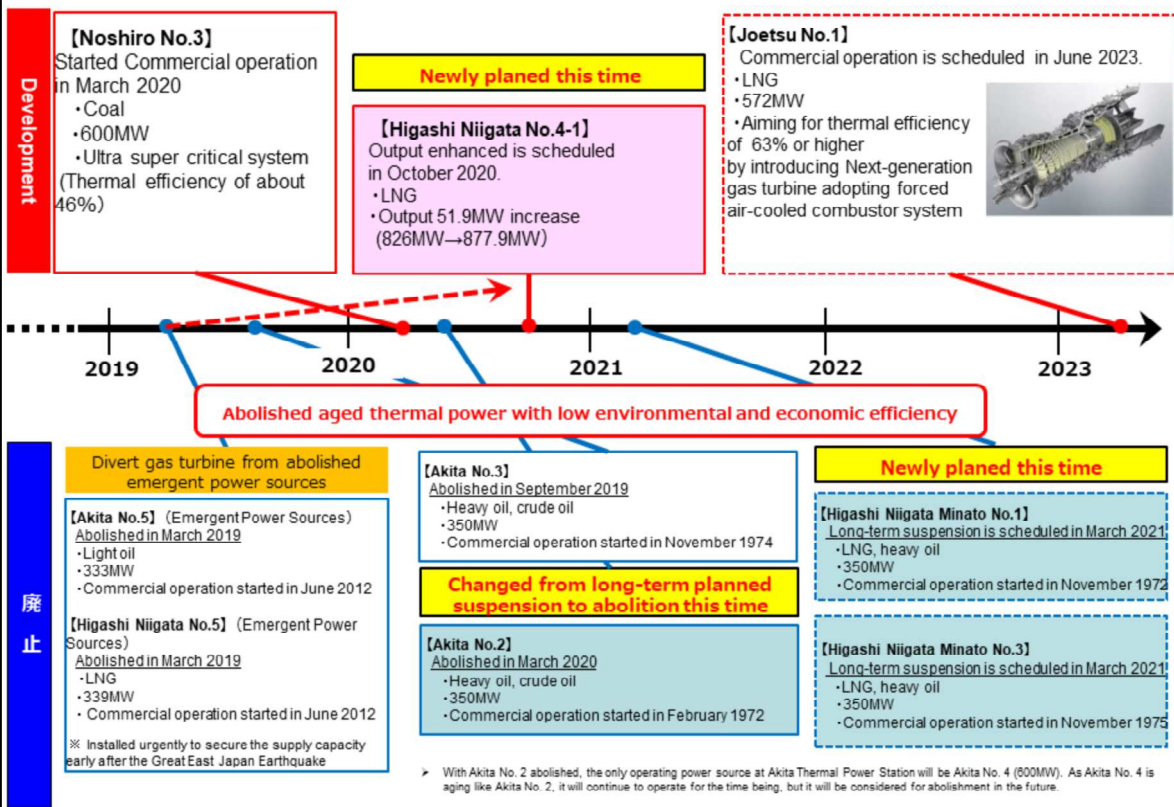 Development
【Noshiro No.3】
Started Commercial operation
in March 2020
・Coal
・600MW
・Ultra super critical system
(Thermal efficiency of about
46%)
Newly planed this time
【Higashi Niigata No.4-1】
Output enhanced is scheduled
in October 2020.
・LNG
・Output 51.9MW increase
(826MW→877.9MW)
【Joetsu No.1】
Commercial operation is scheduled in June 2023.
・LNG
・572MW
・Aiming for thermal efficiency
of 63% or higher
by introducing Next-generation
gas turbine adopting forced
air-cooled combustor system
2019
2020
2021
2022
2023
Abolished aged thermal power with low environmental and economic efficiency
廃
止
Divert gas turbine from abolished
emergent power sources
【Akita No.5】 (Emergent Power Sources)
Abolished in March 2019
・Light oil
・333MW
・Commercial operation started in June 2012
【Higashi Niigata No.5】 (Emergent Power
Sources)
Abolished in March 2019
・LNG
・339MW
・ Commercial operation started in June 2012
※ Installed urgently to secure the supply capacity
early after the Great East Japan Earthquake
【Akita No.3】
Abolished in September 2019
・Heavy oil, crude oil
・350MW
・Commercial operation started in November 1974
Changed from long-term planned
suspension to abolition this time
【Akita No.2】
Abolished in March 2020
・Heavy oil, crude oil
・350MW
・Commercial operation started in February 1972
Newly planed this time
【Higashi Niigata Minato No.1】
Long-term suspension is scheduled in March 2021
・LNG, heavy oil
・350MW
・Commercial operation started in November 1972
【Higashi Niigata Minato No.3】
Long-term suspension is scheduled in March 2021
・LNG, heavy oil
・350MW
・Commercial operation started in November 1975
➢ With Akita No. 2 abolished, the only operating power source at Akita Thermal Power Station will be Akita No. 4 (600MW). As Akita No. 4 is
aging like Akita No. 2, it will continue to operate for the time being, but it will be considered for abolishment in the future.